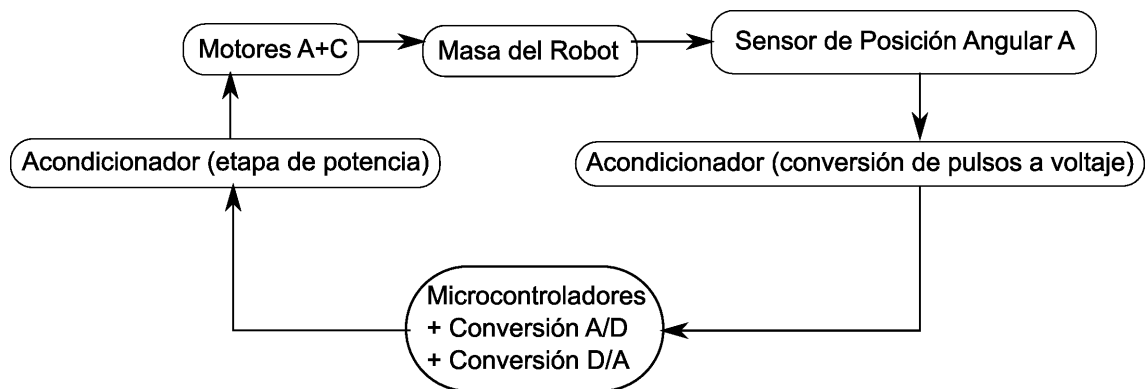 Motores A+C
Masa del Robot
Sensor de Posición Angular A
Acondicionador (etapa de potencia)
Acondicionador (conversión de pulsos a voltaje)
Microcontroladores
+ Conversión A/D
+ Conversión D/A